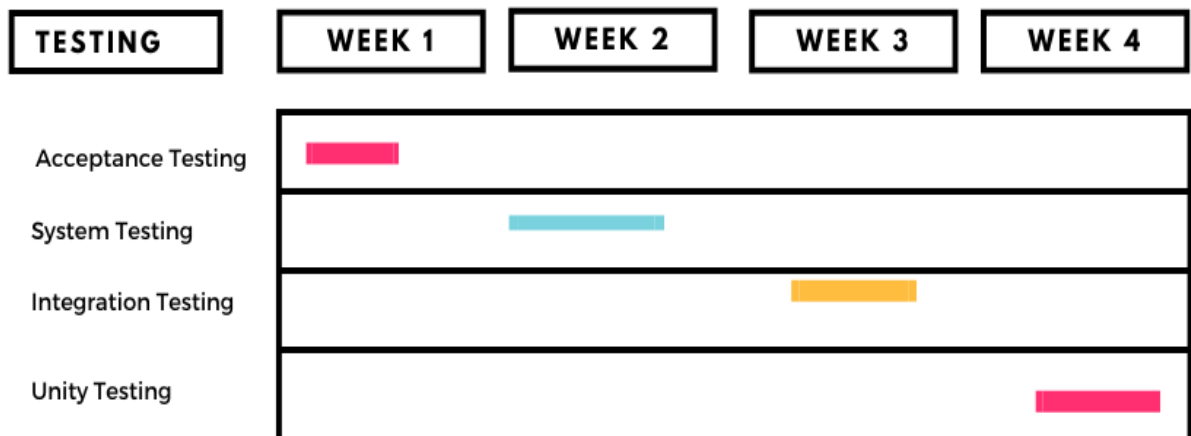 TESTING
WEEK 1
WEEK 2
WEEK 3
WEEK 4
Acceptance Testing
System Testing
Integration Testing
Unity Testing